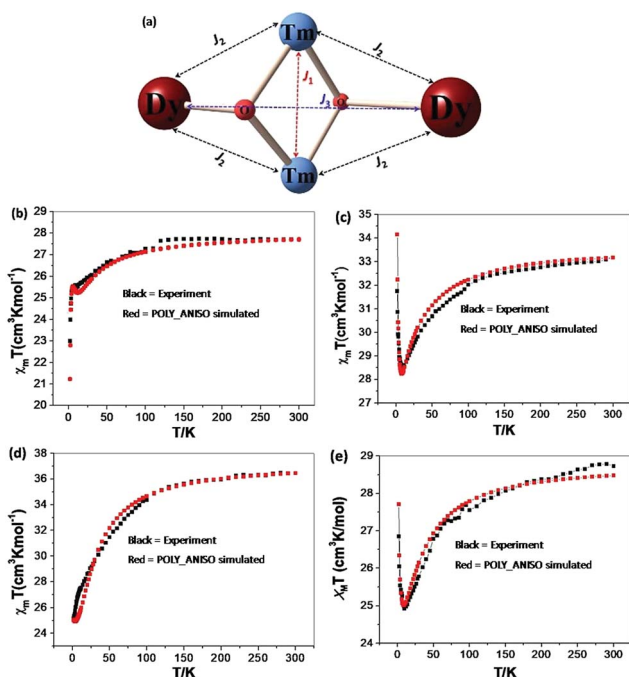 (a)
J2
Tm
J2
Dy
O
J1
J3
O
Dy
J2
Tm
J2
(b)
28
27
26
25
24
23
22
21
20
χmT(cm³Kmol⁻¹)
Black = Experiment
Red = POLY_ANISO simulated
0 50 100 150 200 250 300
T/K
(c)
34
33
32
31
30
29
28
27
χmT(cm³Kmol⁻¹)
Black = Experiment
Red = POLY_ANISO simulated
0 50 100 150 200 250 300
T/K
(d)
38
36
34
32
30
28
26
24
χmT(cm³Kmol⁻¹)
Black = Experiment
Red = POLY_ANISO simulated
0 50 100 150 200 250 300
T/K
(e)
29
28
27
26
25
24
χMT (cm³K/mol)
Black = Experiment
Red = POLY_ANISO simulated
0 50 100 150 200 250 300
T/K